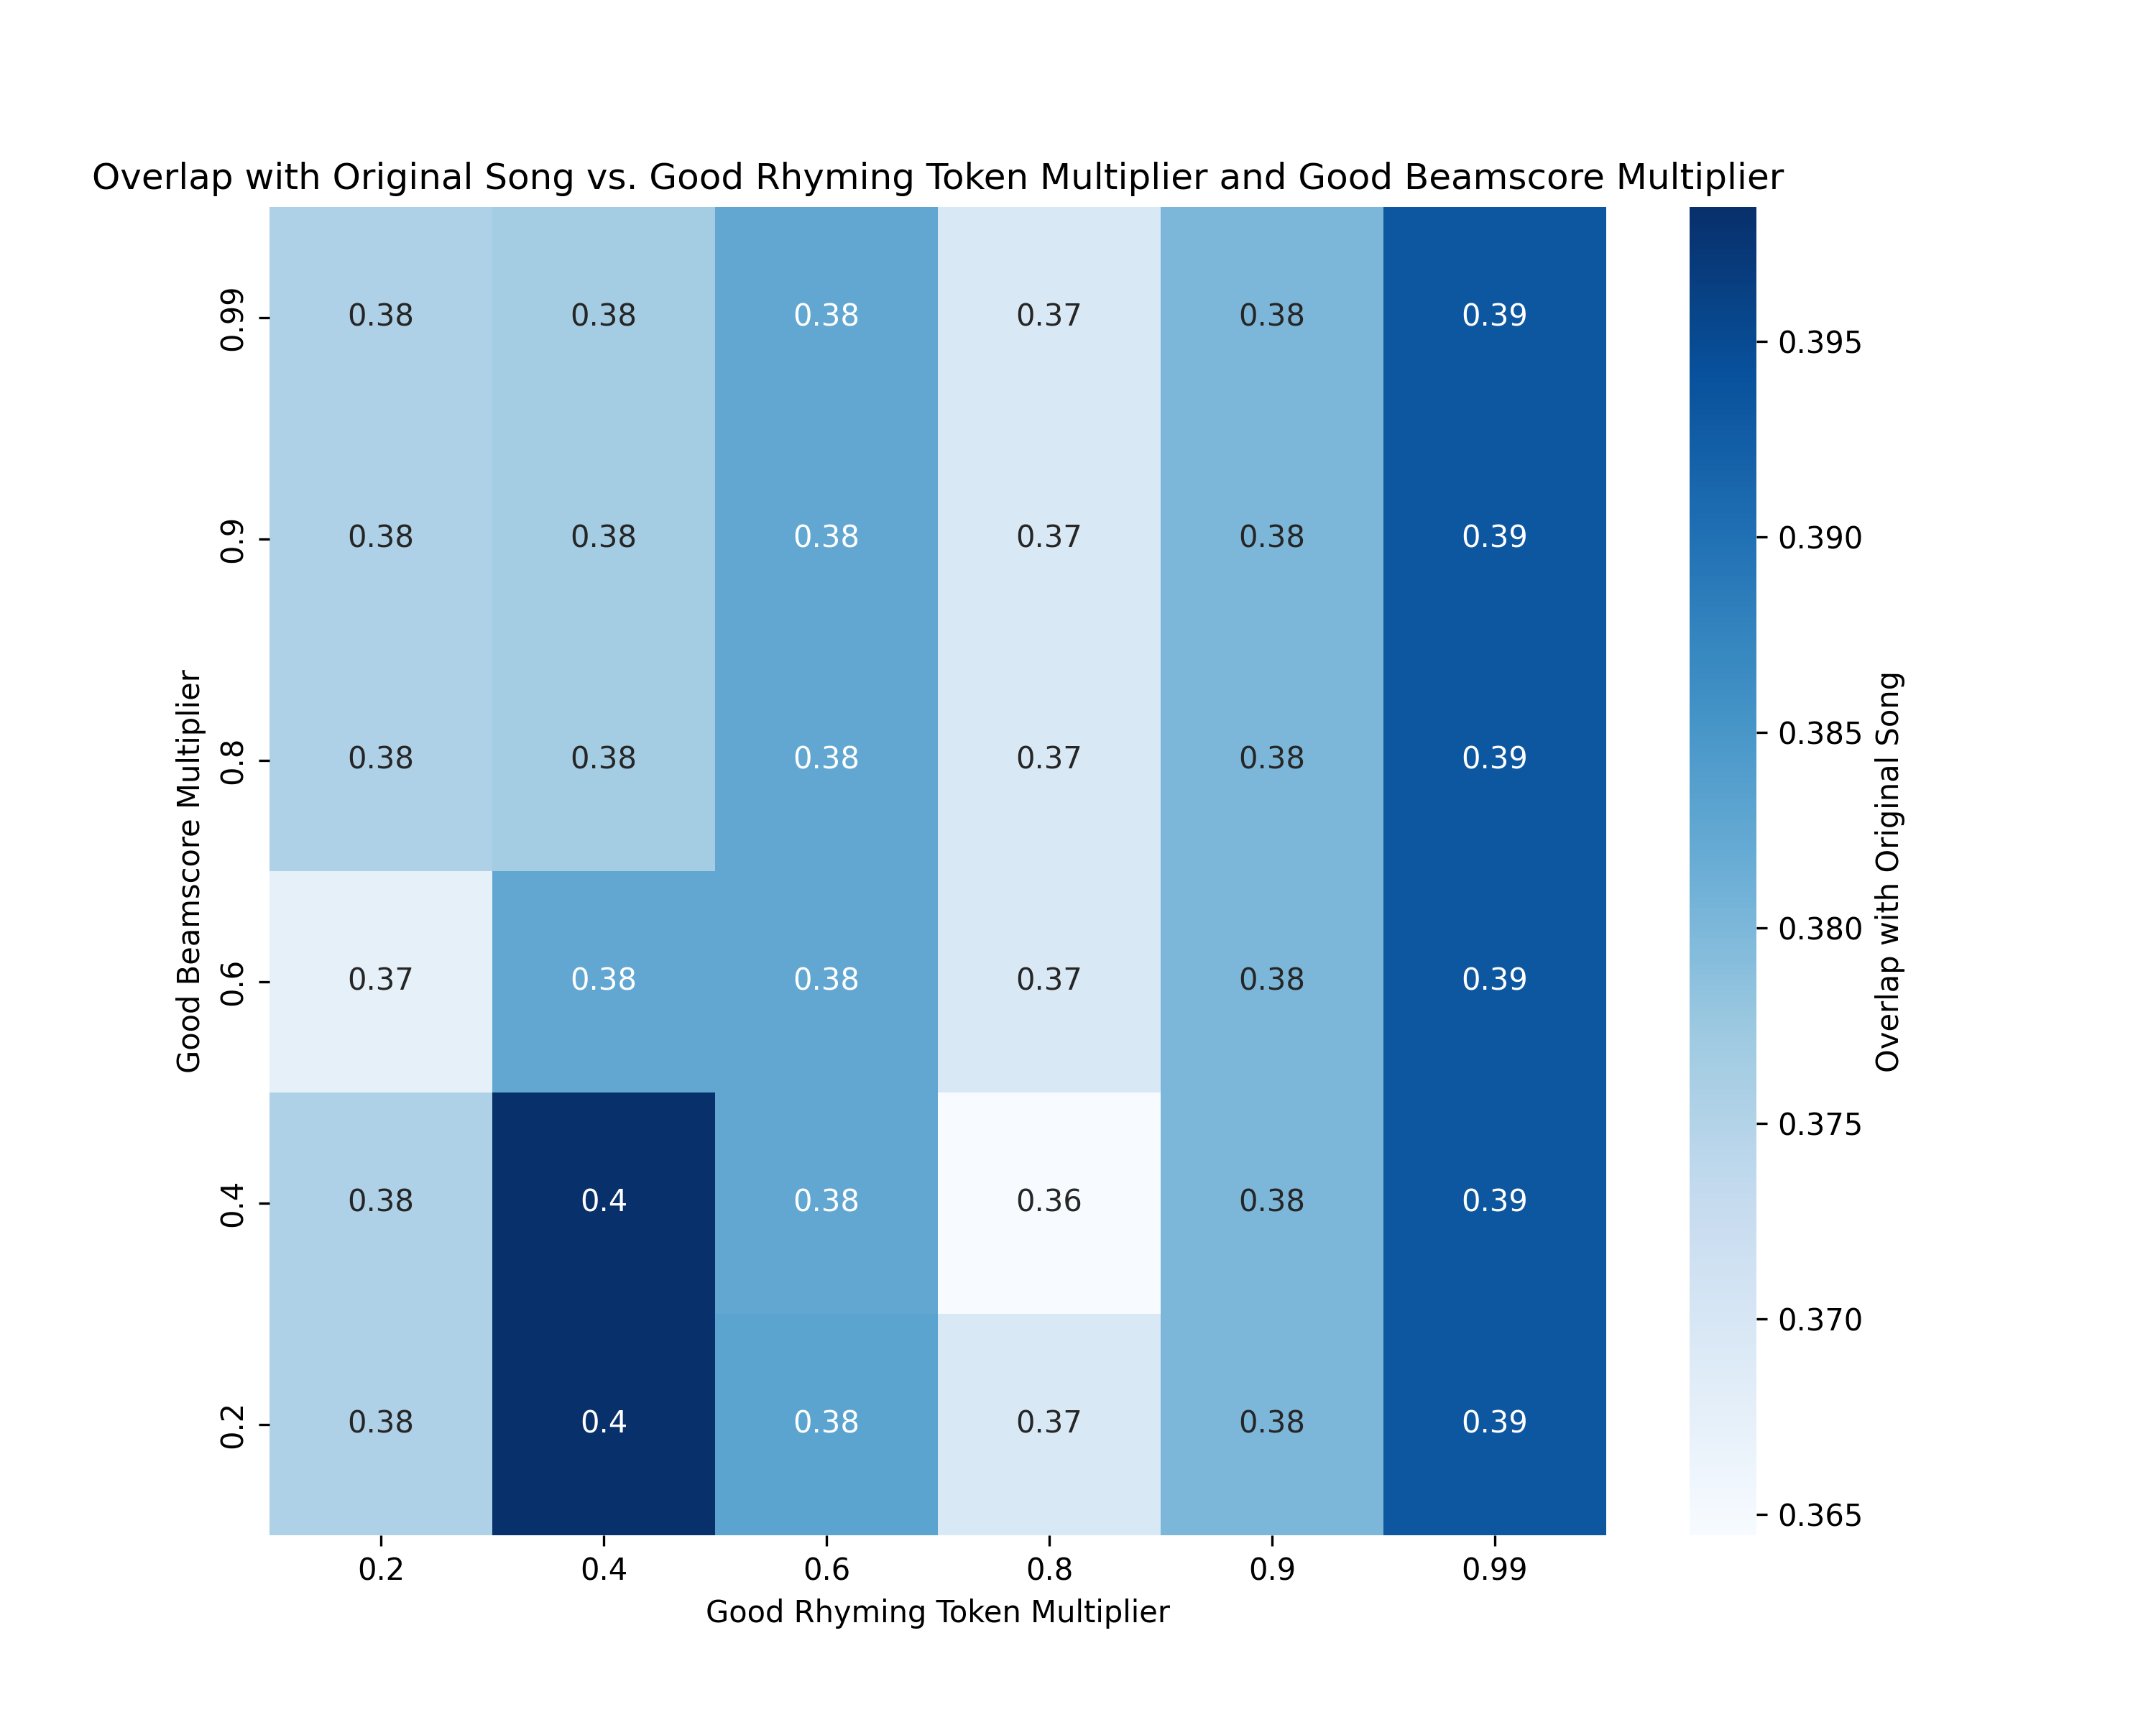 Overlap with Original Song vs. Good Rhyming Token Multiplier and Good Beamscore Multiplier
Good Beamscore Multiplier
0.99 0.38 0.38 0.38 0.37 0.38 0.39
0.9 0.38 0.38 0.38 0.37 0.38 0.39
0.8 0.38 0.38 0.38 0.37 0.38 0.39
0.6 0.37 0.38 0.38 0.37 0.38 0.39
0.4 0.38 0.4 0.38 0.36 0.38 0.39
0.2 0.38 0.4 0.38 0.37 0.38 0.39
0.2 0.4 0.6 0.8 0.9 0.99
Good Rhyming Token Multiplier
0.395
0.390
0.385
0.380
0.375
0.370
0.365
Overlap with Original Song